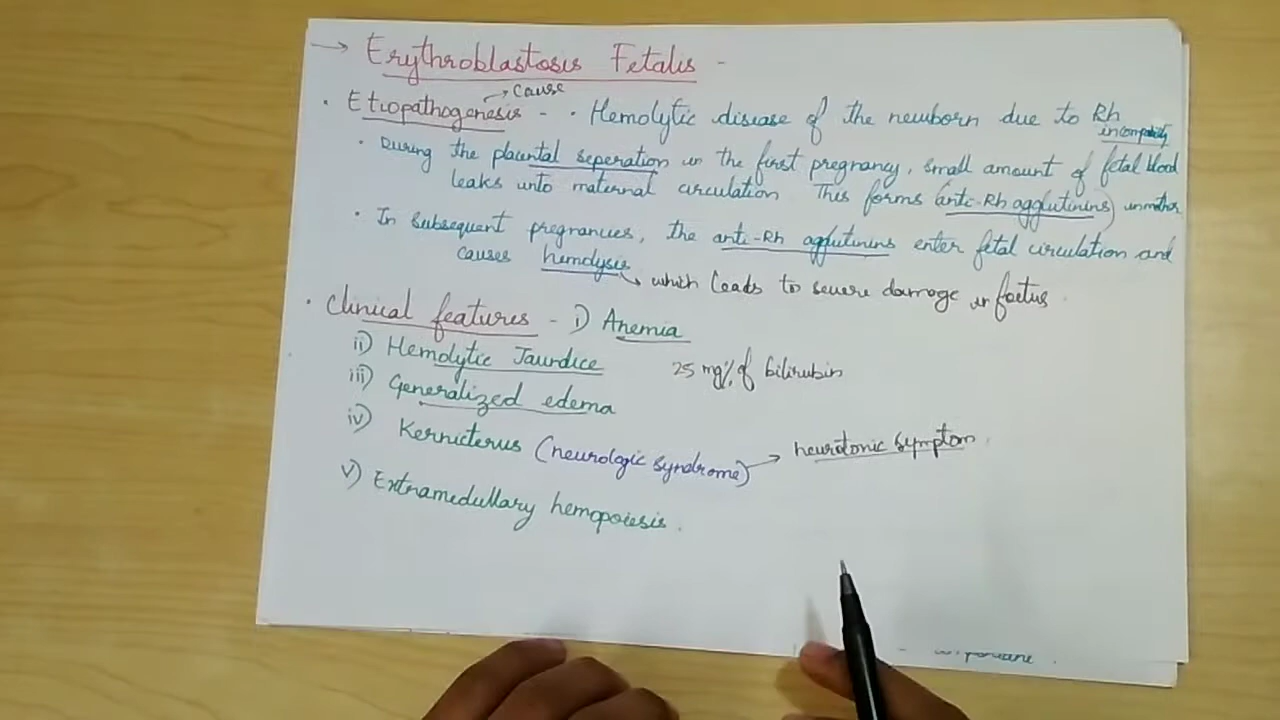 → Erythroblastosis Fetalis -
→ cause
• Etiopathogenesis - • Hemolytic disease of the newborn due to Rh
incompatibility
• During the placental seperation in the first pregnancy, small amount of fetal blood
leaks into maternal circulation This forms (anti-Rh agglutinins) in mother
• In subsequent pregnancies, the anti-Rh agglutinins enter fetal circulation and
causes hemolysis
↳ which leads to severe damage in foetus.
• Clinical features - i) Anemia
ii) Hemolytic Jaundice 25 mg% of bilirubin
iii) Generalized edema
iv) Kernicterus (neurologic syndrome) → neurotonic symptom.
v) Extramedullary hemopoiesis.